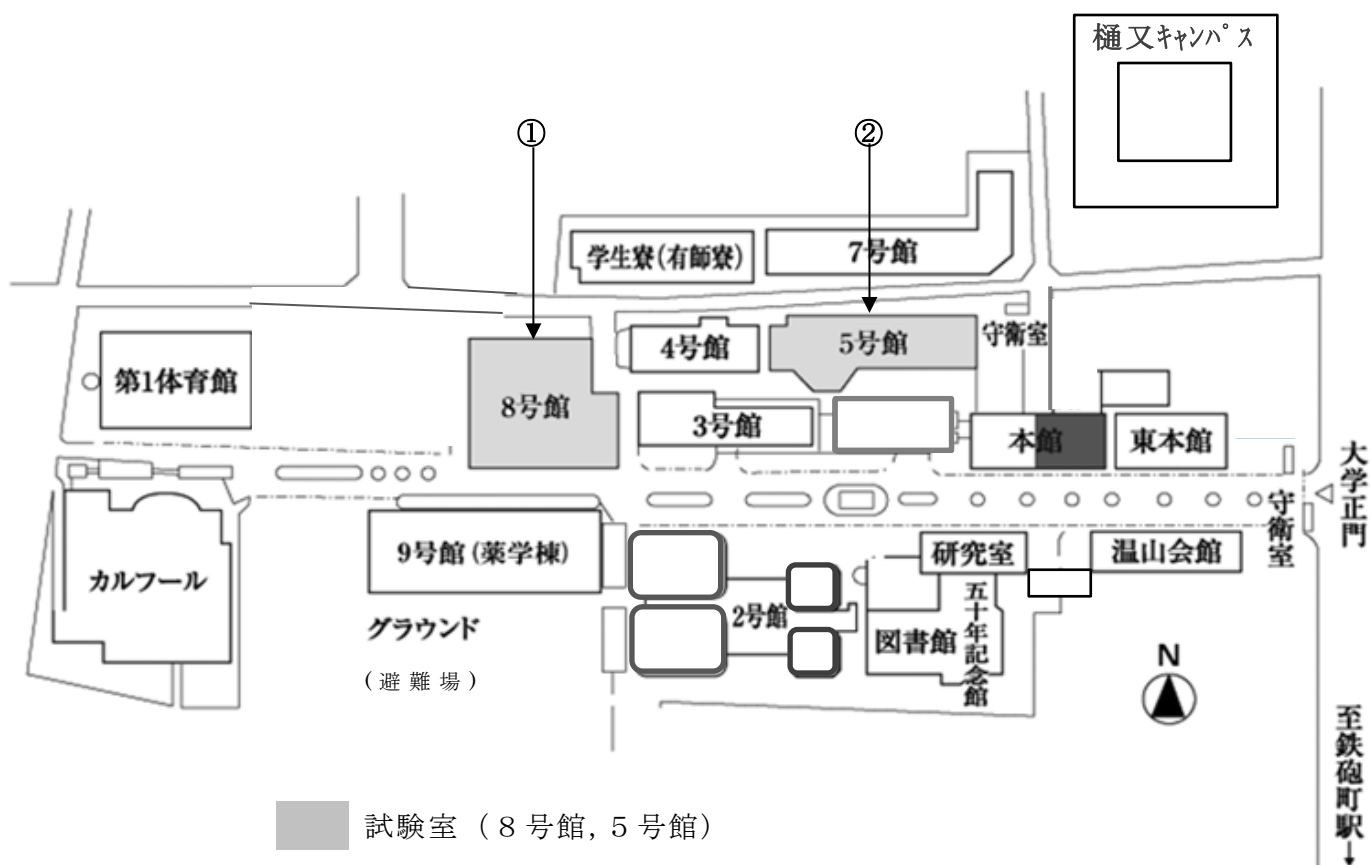 樋又キャンパス
①
②
学生寮(有師寮)
7号館
守衛室
4号館
5号館
第1体育館
8号館
3号館
本館
東本館
大学正門
守衛室
9号館(薬学棟)
研究室
温山会館
カルフール
2号館
図書館
五十年記念館
グラウンド
(避難場)
N
至鉄砲町駅↓
試験室（８号館,５号館）